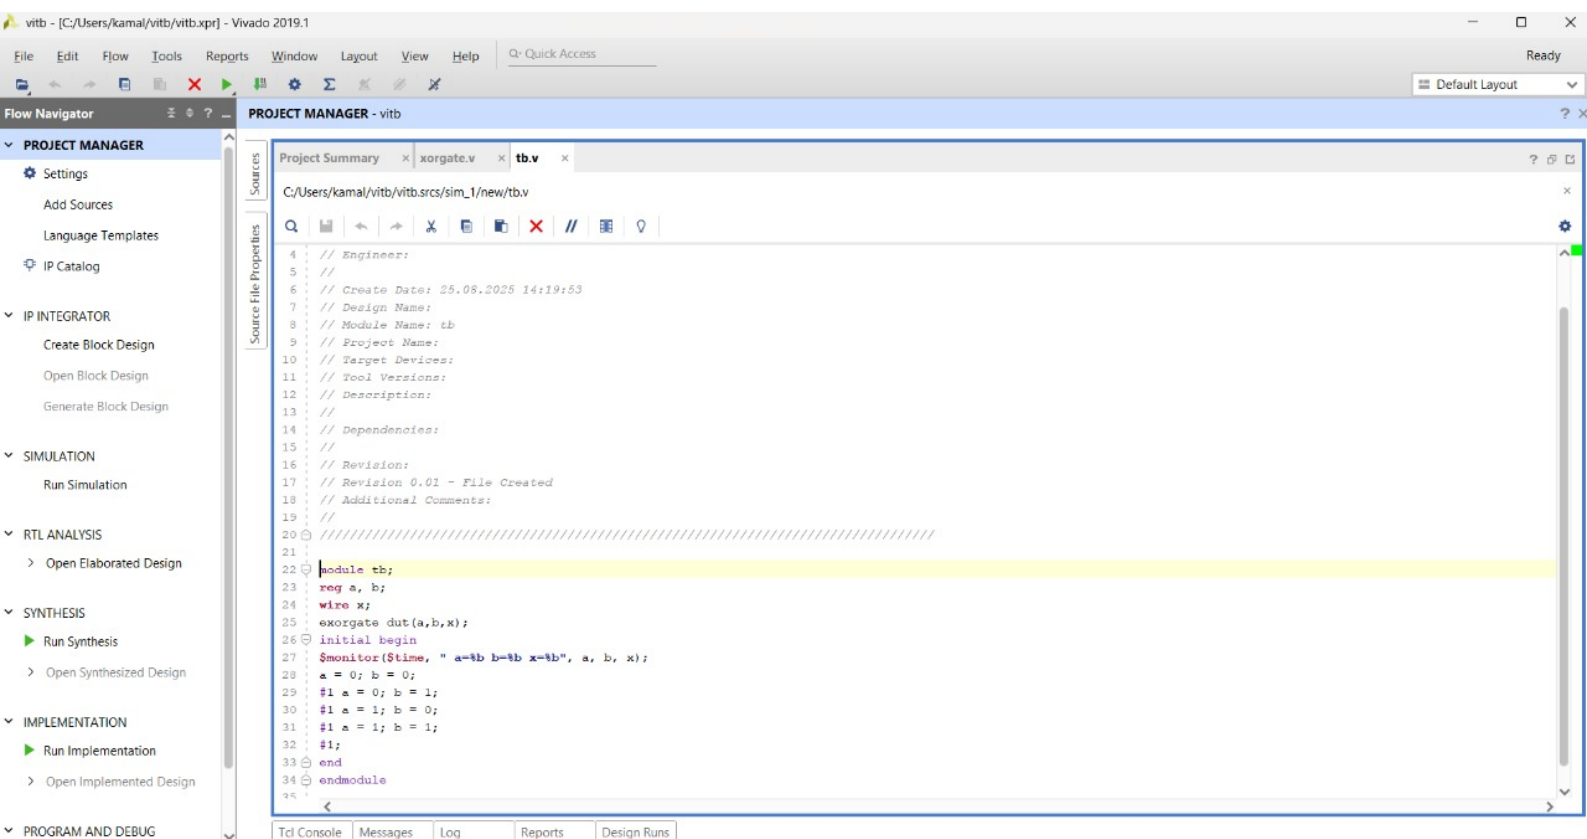 vitb - [C:/Users/kamal/vitb/vitb.xpr] - Vivado 2019.1
File Edit Flow Tools Reports Window Layout View Help Quick Access Ready
Default Layout
Flow Navigator ? PROJECT MANAGER - vitb ?
PROJECT MANAGER
Settings
Add Sources
Language Templates
IP Catalog
IP INTEGRATOR
Create Block Design
Open Block Design
Generate Block Design
SIMULATION
Run Simulation
RTL ANALYSIS
Open Elaborated Design
SYNTHESIS
Run Synthesis
Open Synthesized Design
IMPLEMENTATION
Run Implementation
Open Implemented Design
PROGRAM AND DEBUG
Sources
Source File Properties
Project Summary xorgate.v tb.v ?
C:/Users/kamal/vitb/vitb.srcs/sim_1/new/tb.v
4 // Engineer:
5 //
6 // Create Date: 25.08.2025 14:19:53
7 // Design Name:
8 // Module Name: tb
9 // Project Name:
10 // Target Devices:
11 // Tool Versions:
12 // Description:
13 //
14 // Dependencies:
15 //
16 // Revision:
17 // Revision 0.01 - File Created
18 // Additional Comments:
19 //
20 //////////////////////////////////////////////////////////////////////////////////
21
22 module tb;
23 reg a, b;
24 wire x;
25 exorgate dut(a,b,x);
26 initial begin
27 $monitor($time, " a=%b b=%b x=%b", a, b, x);
28 a = 0; b = 0;
29 #1 a = 0; b = 1;
30 #1 a = 1; b = 0;
31 #1 a = 1; b = 1;
32 #1;
33 end
34 endmodule
35
Tcl Console Messages Log Reports Design Runs